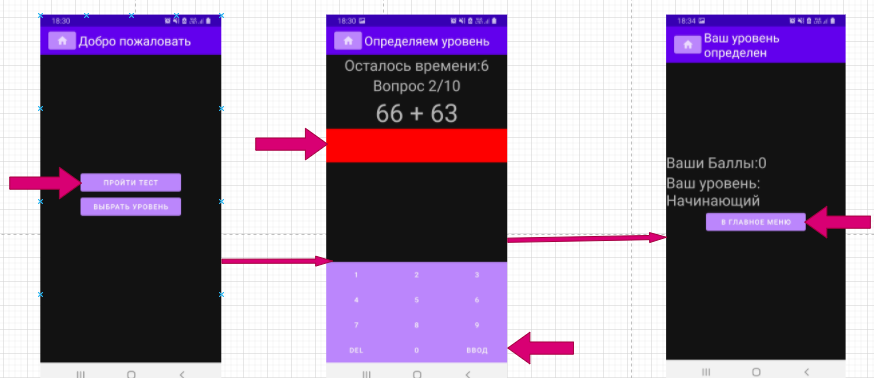 18:30
Добро пожаловать
ПРОЙТИ ТЕСТ
ВЫБРАТЬ УРОВЕНЬ
18:30
Определяем уровень
Осталось времени:6
Вопрос 2/10
66 + 63
1 2 3
4 5 6
7 8 9
DEL 0 ВВОД
18:34
Ваш уровень
определен
Ваши Баллы:0
Ваш уровень:
Начинающий
В ГЛАВНОЕ МЕНЮ